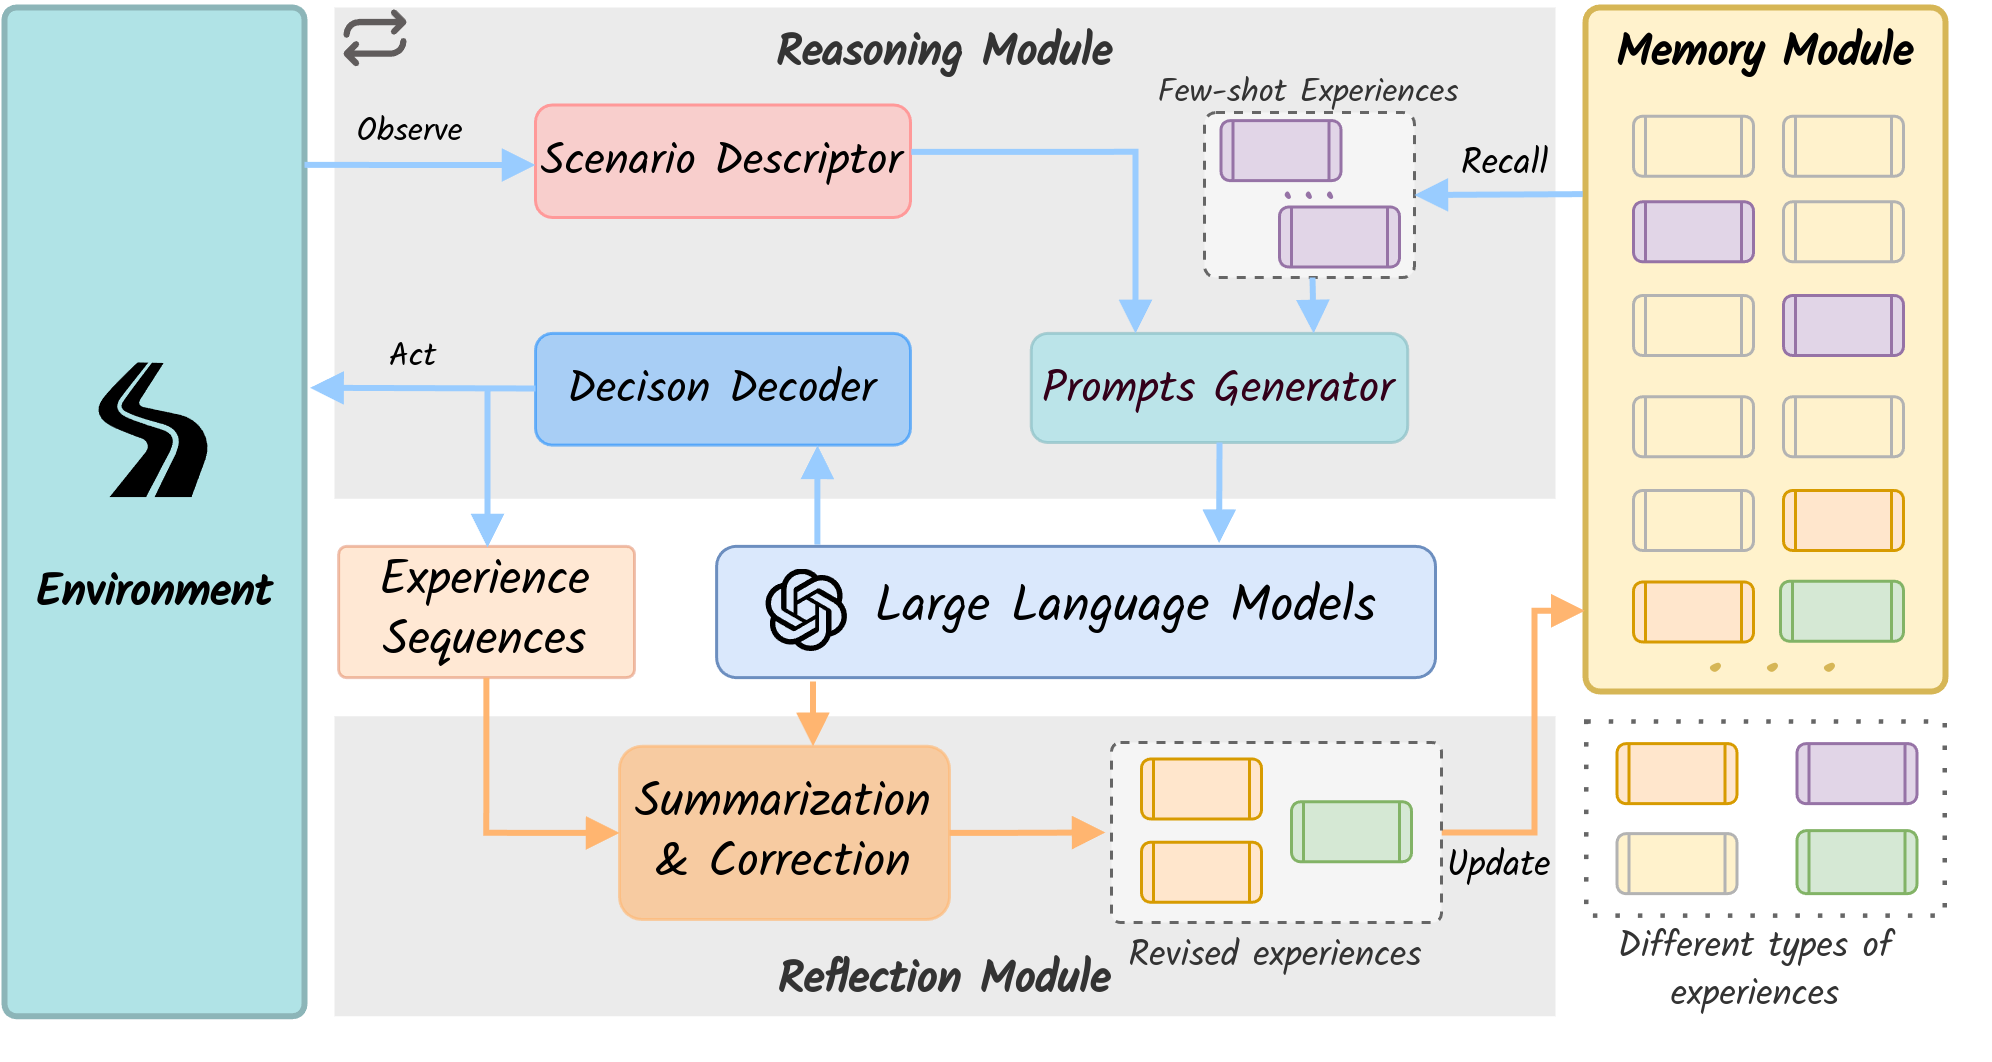 Reasoning Module
Memory Module
Few-shot Experiences
Observe
Scenario Descriptor
Recall
Act
Decison Decoder
Prompts Generator
Environment
Experience
Sequences
Large Language Models
Summarization
& Correction
Update
Revised experiences
Reflection Module
Different types of
experiences